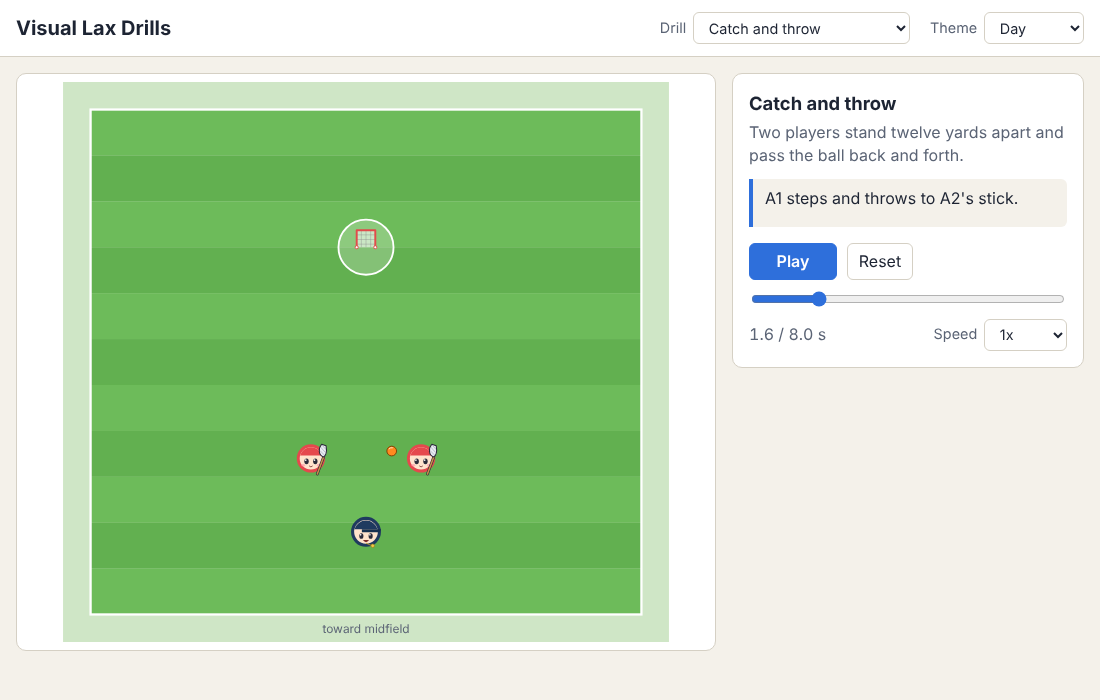 Visual Lax Drills
Drill Catch and throw Theme Day
Catch and throw
Two players stand twelve yards apart and
pass the ball back and forth.
A1 steps and throws to A2's stick.
Play Reset
1.6 / 8.0 s Speed 1x
toward midfield